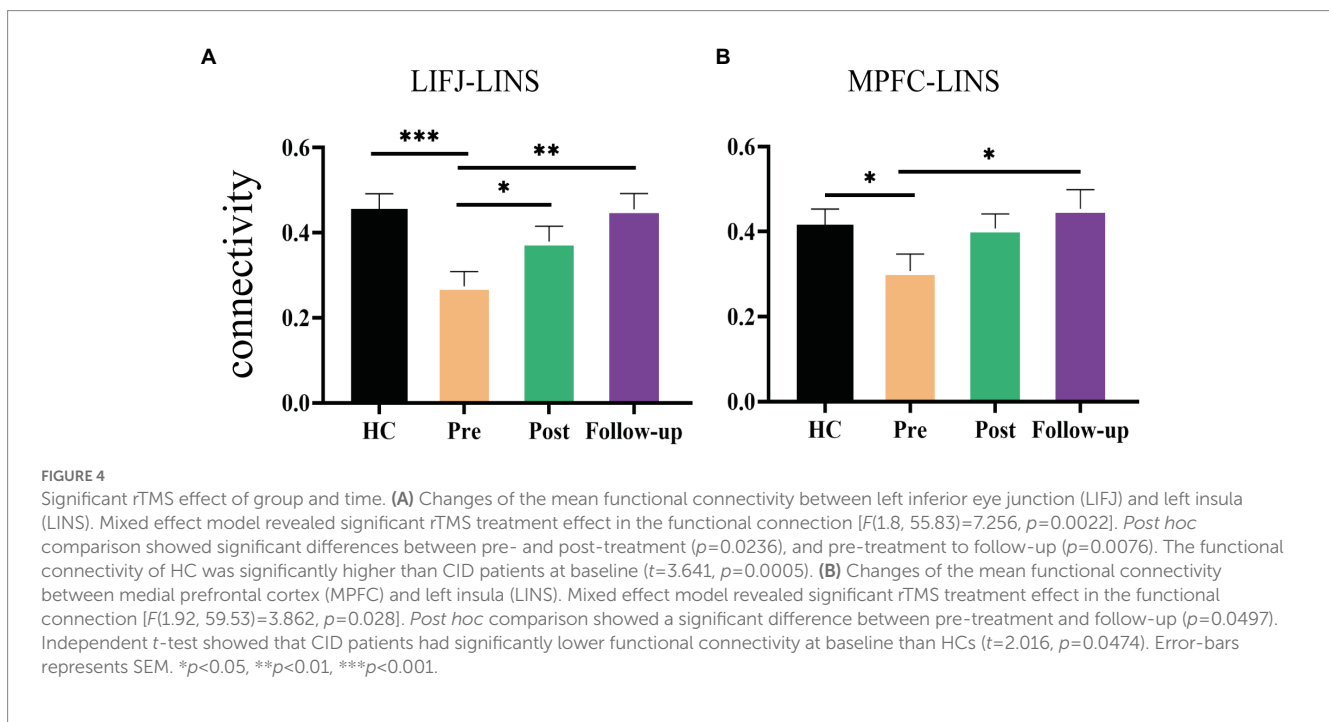 A
LIFJ-LINS
connectivity
0.6
0.4
0.2
0.0
***
**
*
HC
Pre
Post
Follow-up
B
MPFC-LINS
0.6
0.4
0.2
0.0
*
*
HC
Pre
Post
Follow-up
FIGURE 4
Significant rTMS effect of group and time. (A) Changes of the mean functional connectivity between left inferior eye junction (LIFJ) and left insula
(LINS). Mixed effect model revealed significant rTMS treatment effect in the functional connection [F(1.8, 55.83)=7.256, p=0.0022]. Post hoc
comparison showed significant differences between pre- and post-treatment (p=0.0236), and pre-treatment to follow-up (p=0.0076). The functional
connectivity of HC was significantly higher than CID patients at baseline (t=3.641, p=0.0005). (B) Changes of the mean functional connectivity
between medial prefrontal cortex (MPFC) and left insula (LINS). Mixed effect model revealed significant rTMS treatment effect in the functional
connection [F(1.92, 59.53)=3.862, p=0.028]. Post hoc comparison showed a significant difference between pre-treatment and follow-up (p=0.0497).
Independent t-test showed that CID patients had significantly lower functional connectivity at baseline than HCs (t=2.016, p=0.0474). Error-bars
represents SEM. *p<0.05, **p<0.01, ***p<0.001.